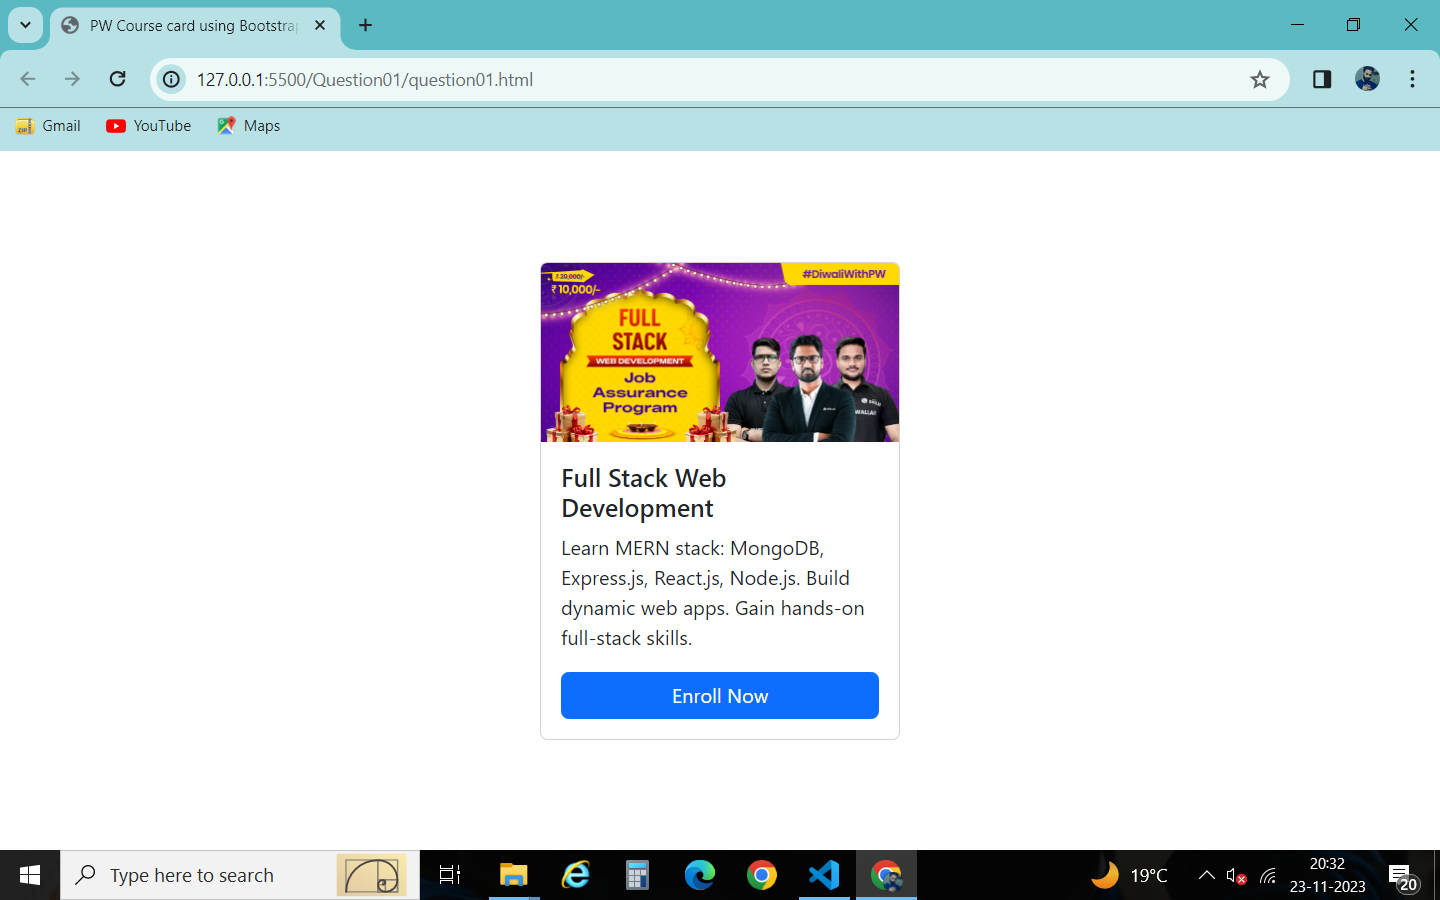 PW Course card using Bootstrap
127.0.0.1:5500/Question01/question01.html
Gmail
YouTube
Maps
₹ 20,000/-
₹ 10,000/-
#DiwaliWithPW
FULL
STACK
WEB DEVELOPMENT
Job
Assurance
Program
WALLAH
Full Stack Web
Development
Learn MERN stack: MongoDB,
Express.js, React.js, Node.js. Build
dynamic web apps. Gain hands-on
full-stack skills.
Enroll Now
Type here to search
19°C
20:32
23-11-2023
20